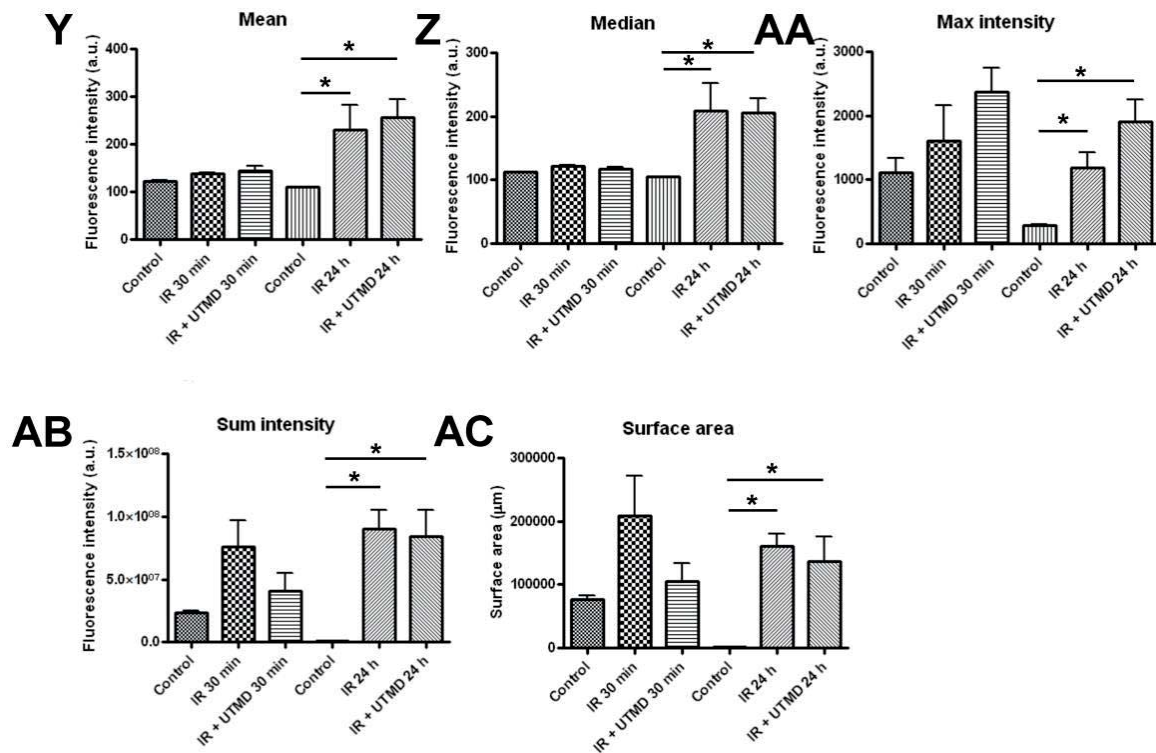 Y
Mean
Fluorescence intensity (a.u.)
400
300
200
100
0
*
*
Control
IR 30 min
IR + UTMD 30 min
Control
IR 24 h
IR + UTMD 24 h
Z
Median
Fluorescence intensity (a.u.)
300
200
100
0
*
*
Control
IR 30 min
IR + UTMD 30 min
Control
IR 24 h
IR + UTMD 24 h
AA
Max intensity
Fluorescence intensity (a.u.)
3000
2000
1000
0
*
*
Control
IR 30 min
IR + UTMD 30 min
Control
IR 24 h
IR + UTMD 24 h
AB
Sum intensity
Fluorescence intensity (a.u.)
1.5×10⁰⁸
1.0×10⁰⁸
5.0×10⁰⁷
0.0
*
*
Control
IR 30 min
IR + UTMD 30 min
Control
IR 24 h
IR + UTMD 24 h
AC
Surface area
Surface area (µm)
300000
200000
100000
0
*
*
Control
IR 30 min
IR + UTMD 30 min
Control
IR 24 h
IR + UTMD 24 h